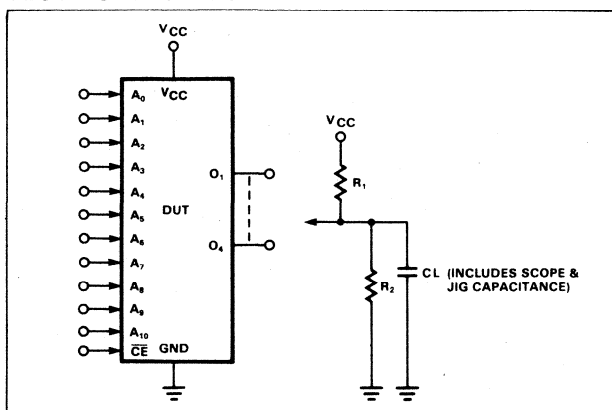 VCC
A0 VCC
A1
A2
A3
A4
A5
A6
A7
A8
A9
A10
CE GND
DUT
O1
O4
VCC
R1
R2
CL (INCLUDES SCOPE &
JIG CAPACITANCE)